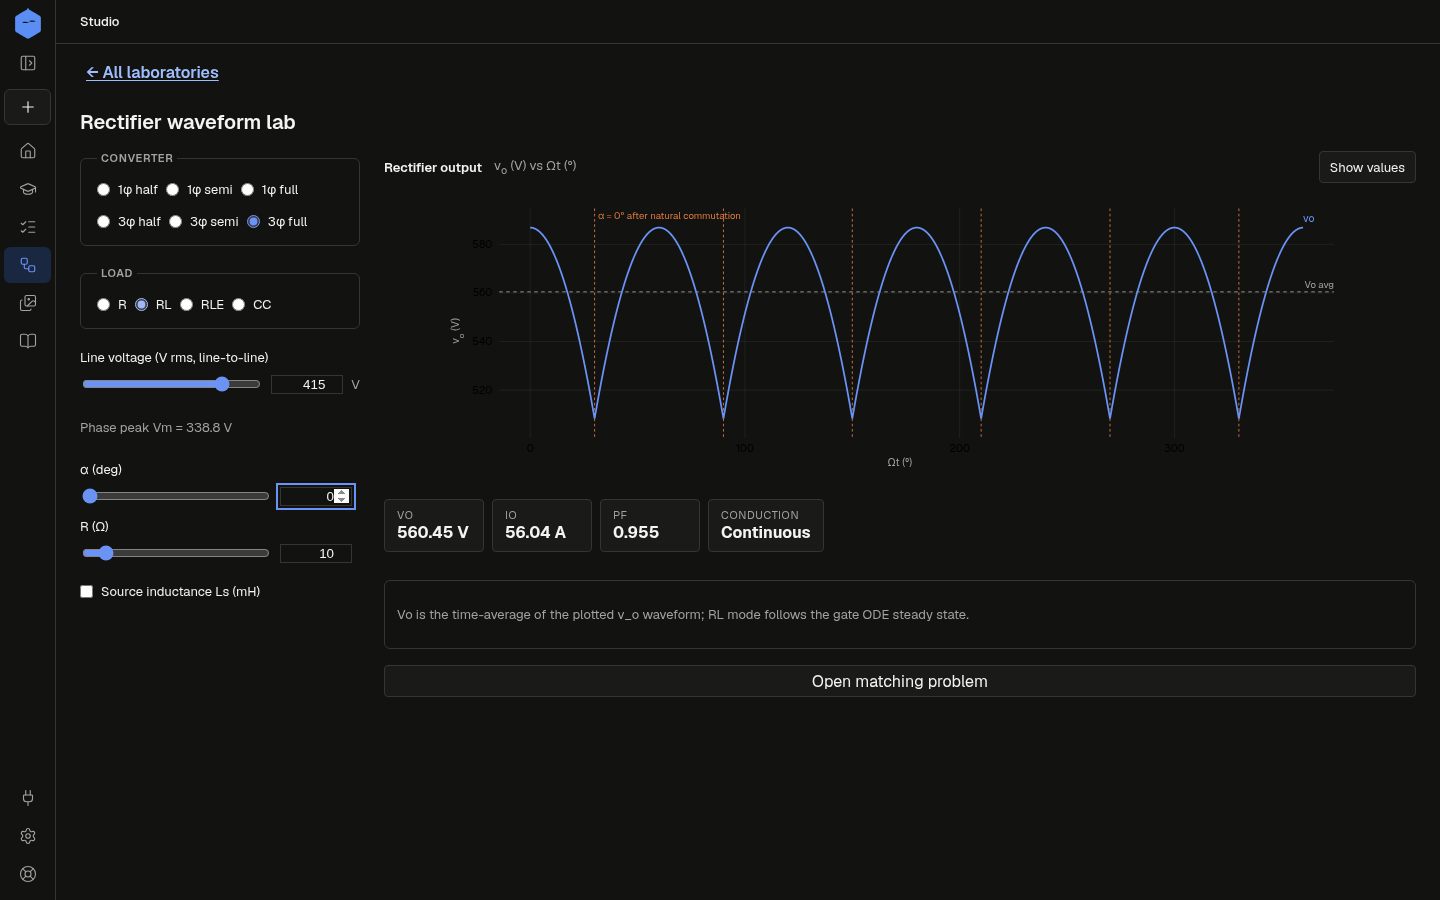 Studio
← All laboratories
Rectifier waveform lab
CONVERTER
1φ half 1φ semi 1φ full
3φ half 3φ semi 3φ full
LOAD
R RL RLE CC
Line voltage (V rms, line-to-line)
415 V
Phase peak Vm = 338.8 V
α (deg)
0
R (Ω)
10
Source inductance Ls (mH)
Rectifier output vo (V) vs Ωt (°)
Show values
α = 0° after natural commutation
vo
580
Vo avg
560
vo (V)
540
520
0 100 200 300
Ωt (°)
VO
560.45 V
IO
56.04 A
PF
0.955
CONDUCTION
Continuous
Vo is the time-average of the plotted v_o waveform; RL mode follows the gate ODE steady state.
Open matching problem